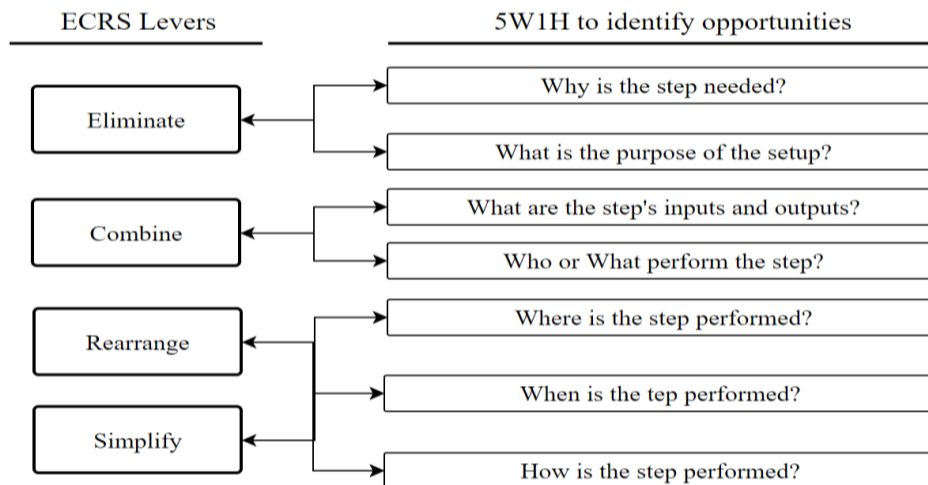 ECRS Levers
5W1H to identify opportunities
Eliminate
Why is the step needed?
What is the purpose of the setup?
Combine
What are the step's inputs and outputs?
Who or What perform the step?
Rearrange
Simplify
Where is the step performed?
When is the tep performed?
How is the step performed?